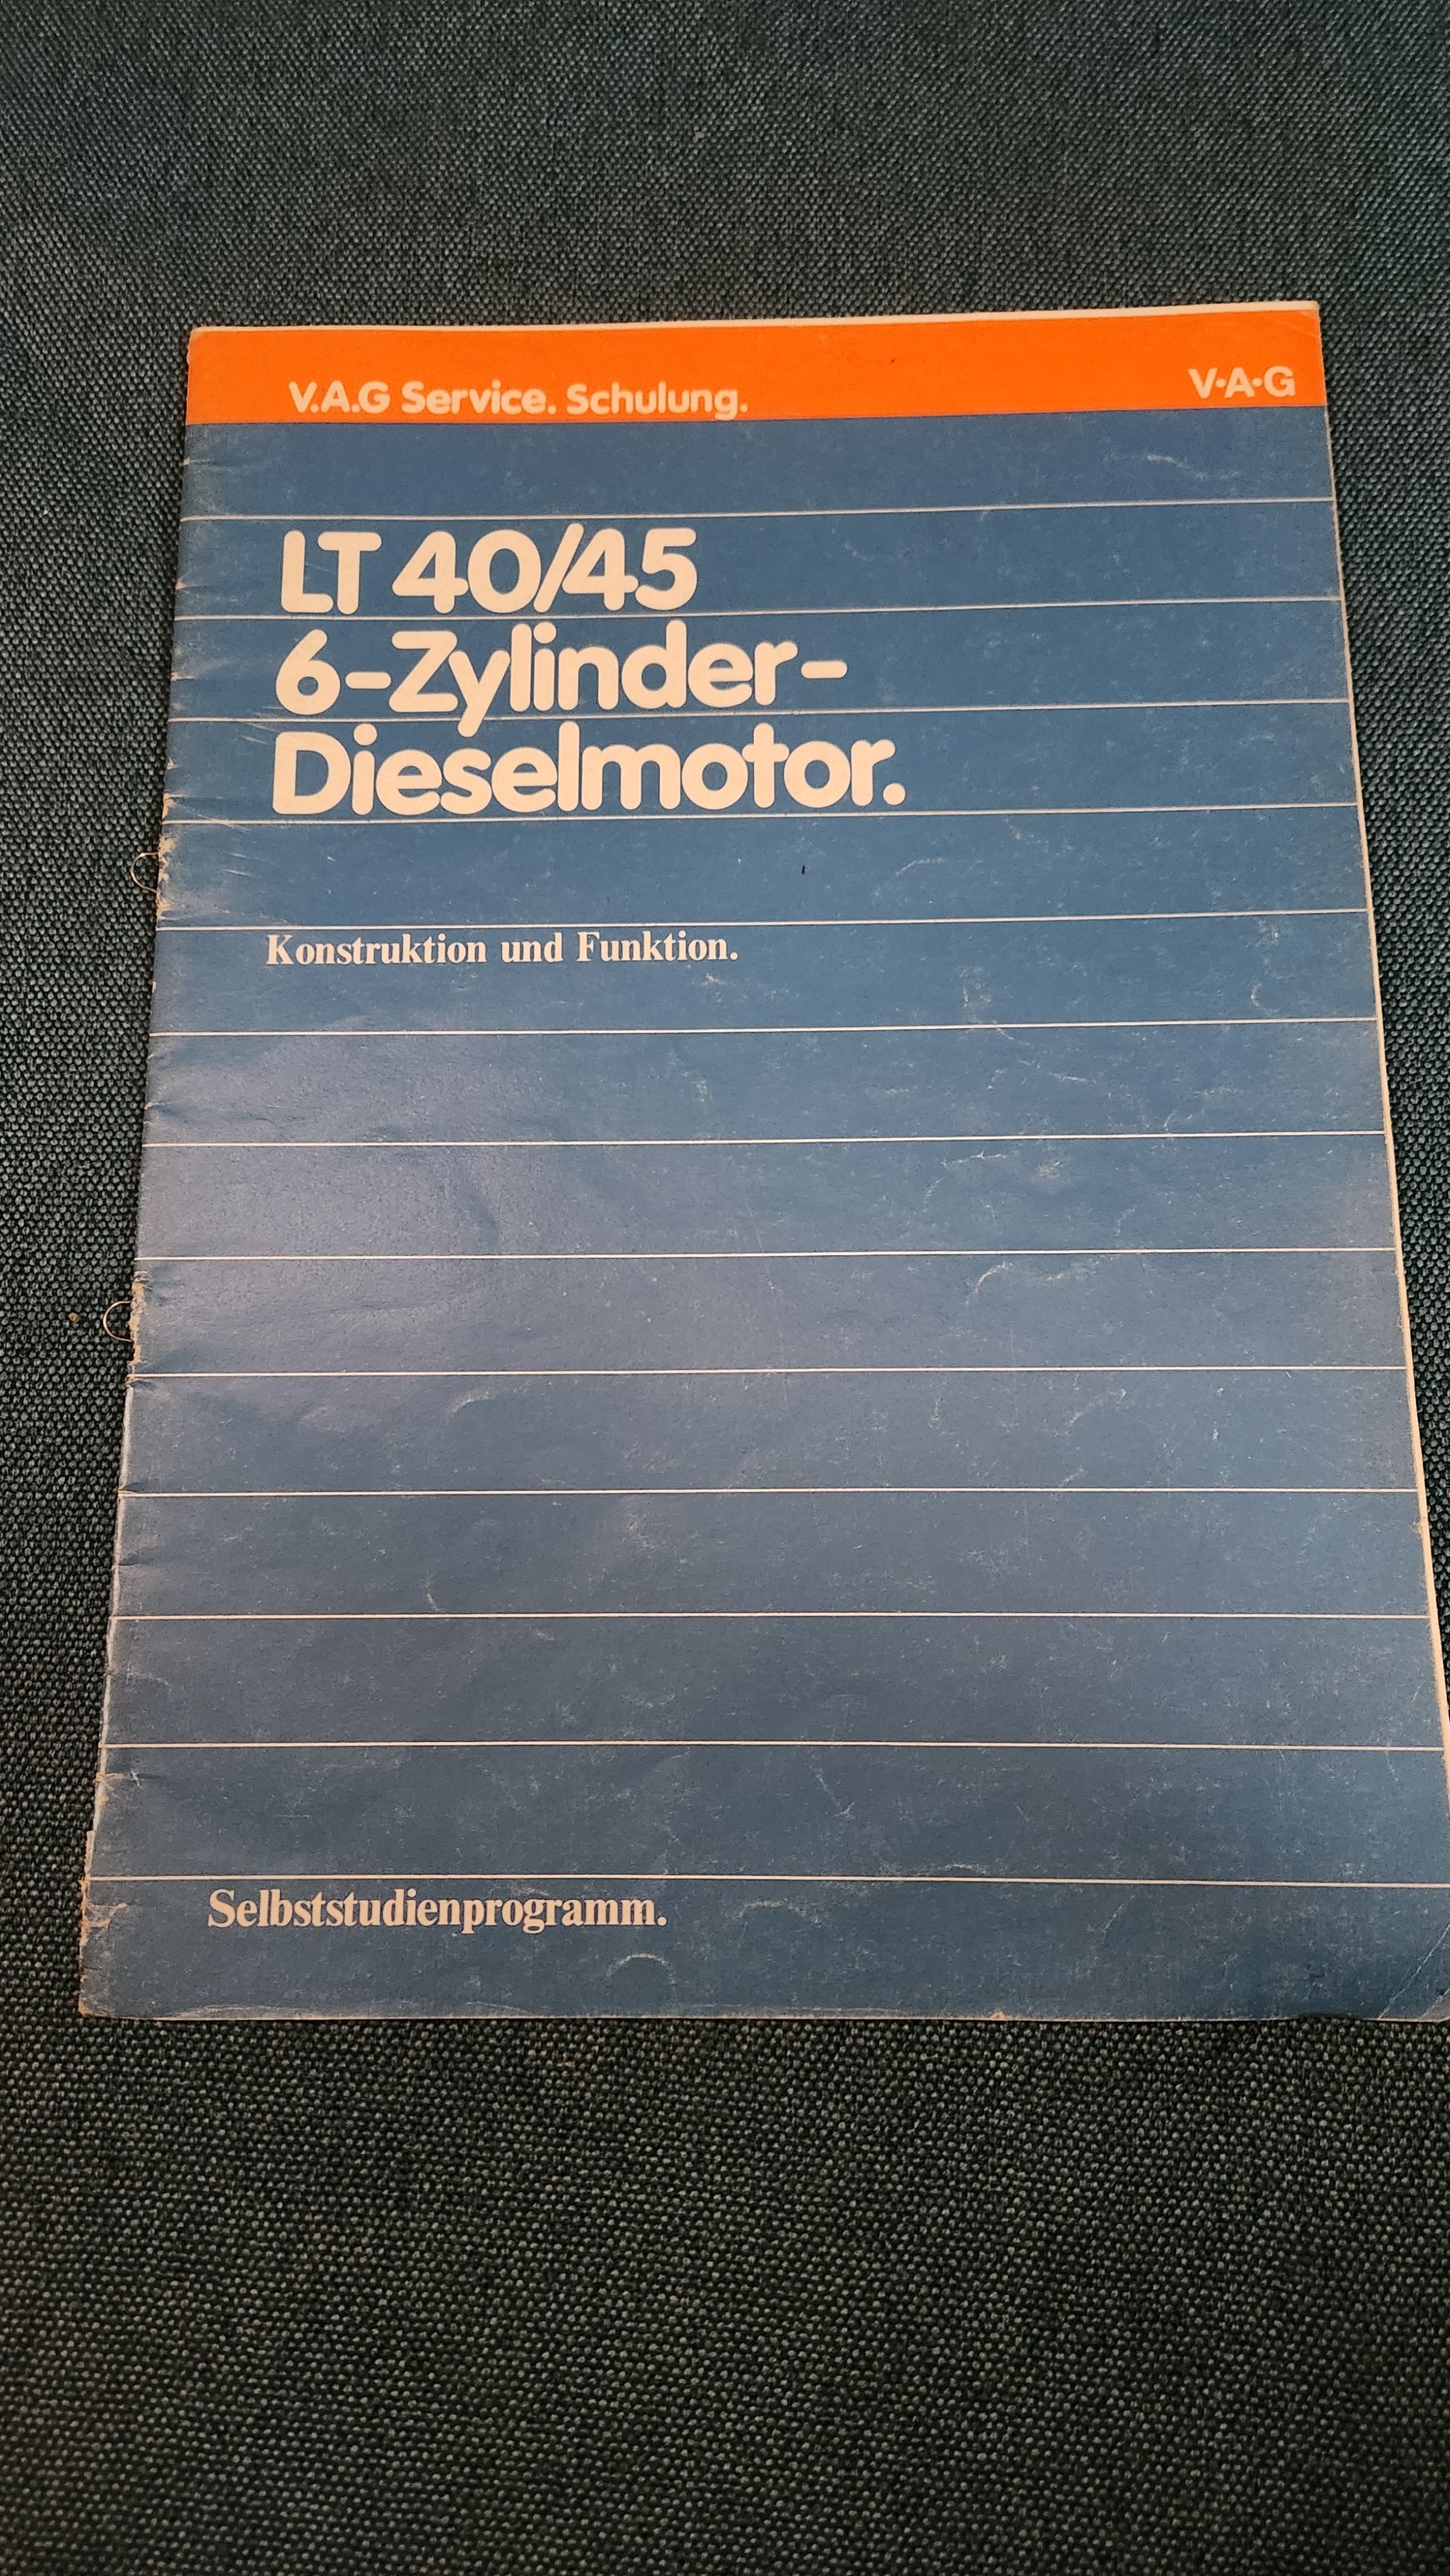 V.A.G Service. Schulung.
V·A·G
LT 40/45
6-Zylinder-
Dieselmotor.
Konstruktion und Funktion.
Selbststudienprogramm.